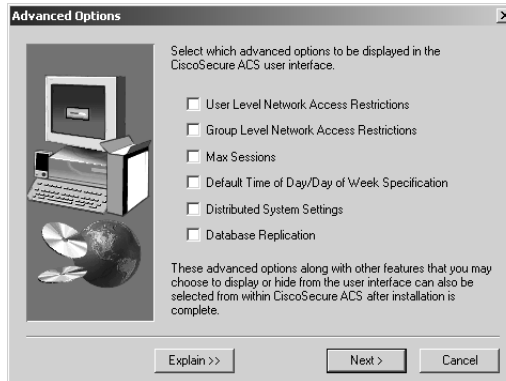 Advanced Options
Select which advanced options to be displayed in the
CiscoSecure ACS user interface.
User Level Network Access Restrictions
Group Level Network Access Restrictions
Max Sessions
Default Time of Day/Day of Week Specification
Distributed System Settings
Database Replication
These advanced options along with other features that you may
choose to display or hide from the user interface can also be
selected from within CiscoSecure ACS after installation is
complete.
Explain >>
Next >
Cancel